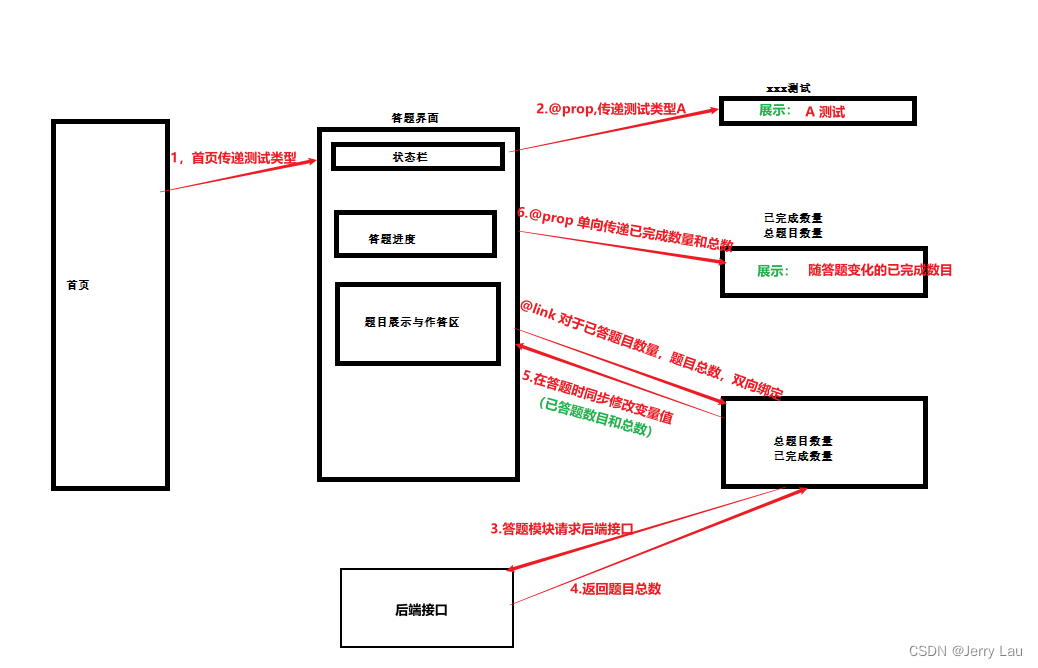 xxx测试
展示： A 测试
2.@prop,传递测试类型A
答题界面
状态栏
1，首页传递测试类型
6.@prop 单向传递已完成数量和总数
已完成数量
总题目数量
答题进度
展示： 随答题变化的已完成数目
首页
@link 对于已答题目数量，题目总数，双向绑定
题目展示与作答区
5.在答题时同步修改变量值
（已答数目和总数）
总题目数量
已完成数量
3.答题模块请求后端接口
4.返回题目总数
后端接口
CSDN @Jerry Lau